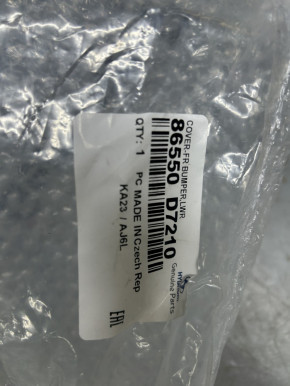 COVER-FR BUMPER,LWR
86550 D7210
QTY: 1 PC MADE IN Czech Rep
KA23 / AJ6L
Genuine Parts
EAC